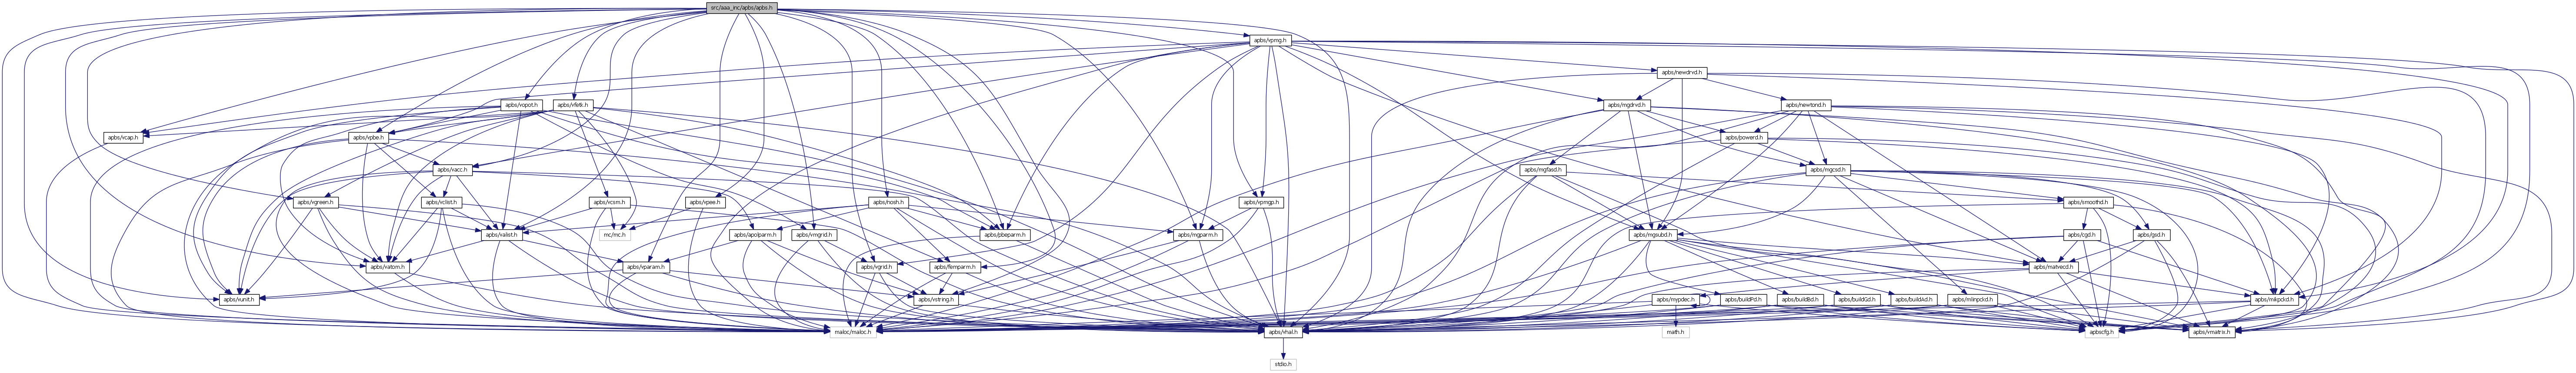 src/aaa_inc/apbs/apbs.h
apbs/vpmg.h
apbs/newdrvd.h
apbs/vopot.h
apbs/vfetk.h
apbs/mgdrvd.h
apbs/newtond.h
apbs/vcap.h
apbs/vpbe.h
apbs/powerd.h
apbs/vacc.h
apbs/mgfasd.h
apbs/mgcsd.h
apbs/vgreen.h
apbs/vclist.h
apbs/vcsm.h
apbs/vpee.h
apbs/nosh.h
apbs/vpmgp.h
apbs/smoothd.h
apbs/valist.h
mc/mc.h
apbs/apolparm.h
apbs/vmgrid.h
apbs/pbeparm.h
apbs/mgparm.h
apbs/mgsubd.h
apbs/cgd.h
apbs/gsd.h
apbs/vatom.h
apbs/vparam.h
apbs/vgrid.h
apbs/femparm.h
apbs/matvecd.h
apbs/vunit.h
apbs/vstring.h
apbs/mypdec.h
apbs/buildPd.h
apbs/buildBd.h
apbs/buildGd.h
apbs/buildAd.h
apbs/mlinpckd.h
apbs/mikpckd.h
maloc/maloc.h
apbs/vhal.h
math.h
apbscfg.h
apbs/vmatrix.h
stdio.h